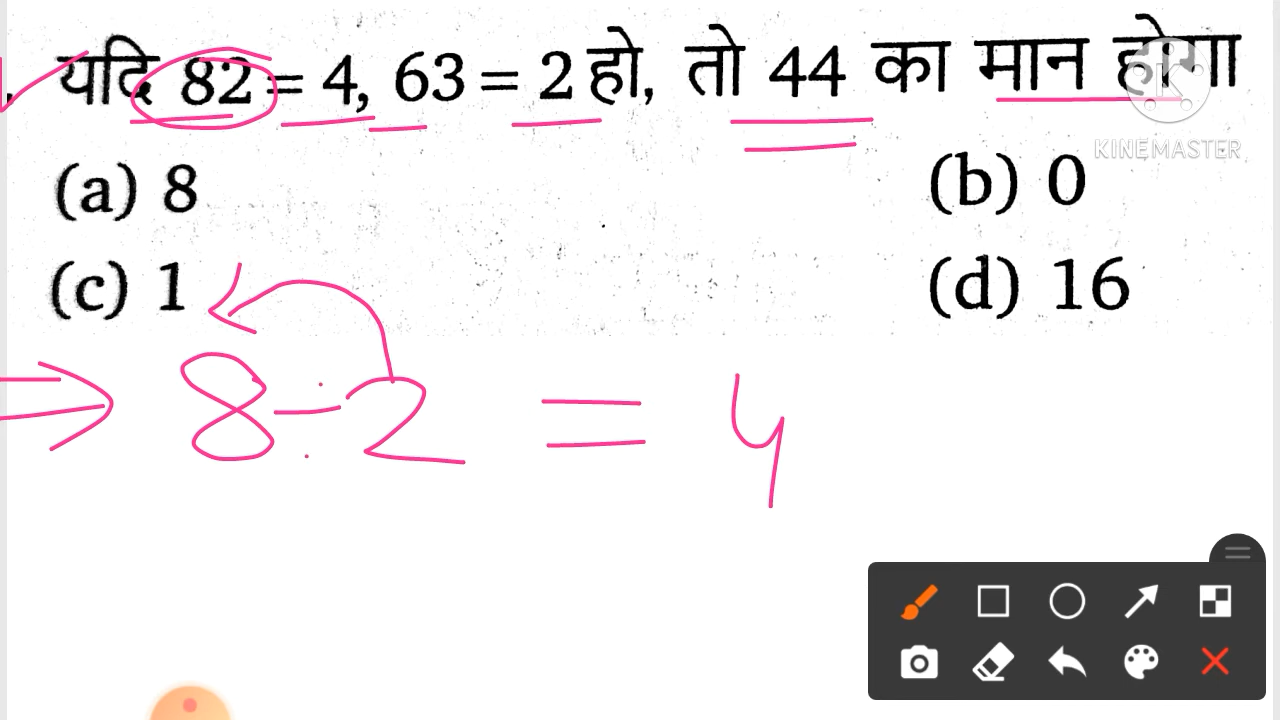 यदि 82 = 4, 63 = 2 हो, तो 44 का मान होगा
KINEMASTER
(a) 8 (b) 0
(c) 1 (d) 16
8 ÷ 2 = 4